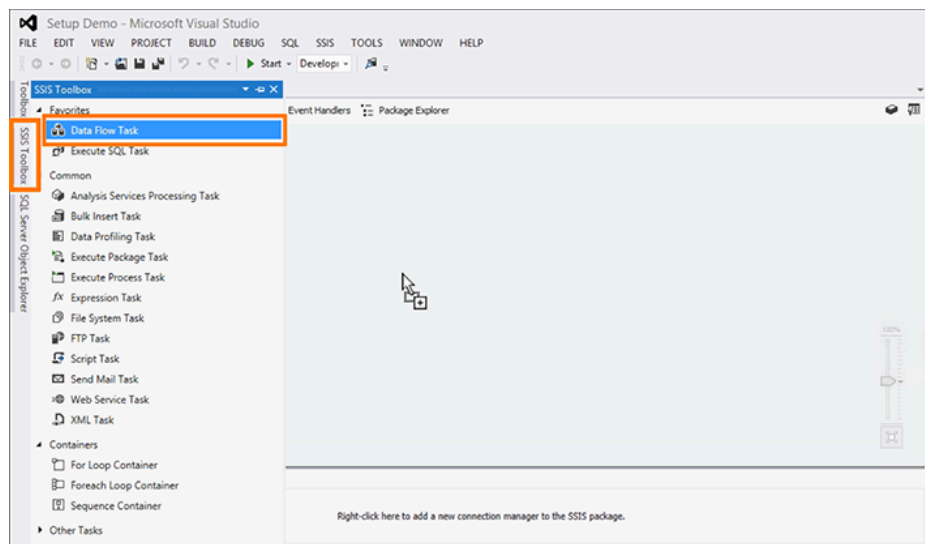 Setup Demo - Microsoft Visual Studio
FILE EDIT VIEW PROJECT BUILD DEBUG SQL SSIS TOOLS WINDOW HELP
Start Develop
Toolbox
SSIS Toolbox
SQL Server Object Explorer
SSIS Toolbox
Favorites
Data Flow Task
Execute SQL Task
Common
Analysis Services Processing Task
Bulk Insert Task
Data Profiling Task
Execute Package Task
Execute Process Task
Expression Task
File System Task
FTP Task
Script Task
Send Mail Task
Web Service Task
XML Task
Containers
For Loop Container
Foreach Loop Container
Sequence Container
Other Tasks
Event Handlers Package Explorer
100%
Right-click here to add a new connection manager to the SSIS package.